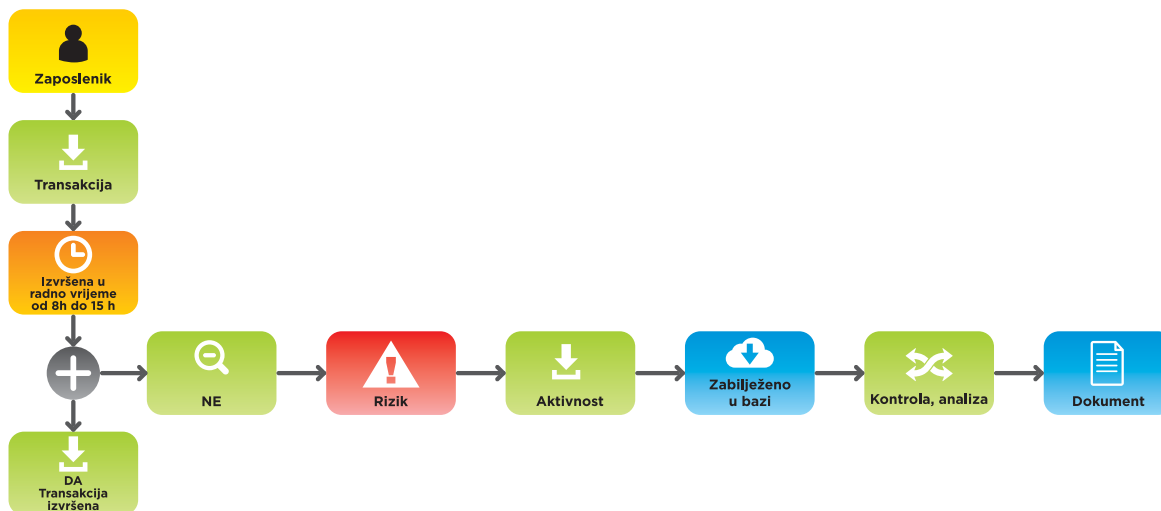 Zaposlenik
Transakcija
Izvršena u
radno vrijeme
od 8h do 15 h
NE
Rizik
Aktivnost
Zabilježeno
u bazi
Kontrola, analiza
Dokument
DA
Transakcija
izvršena